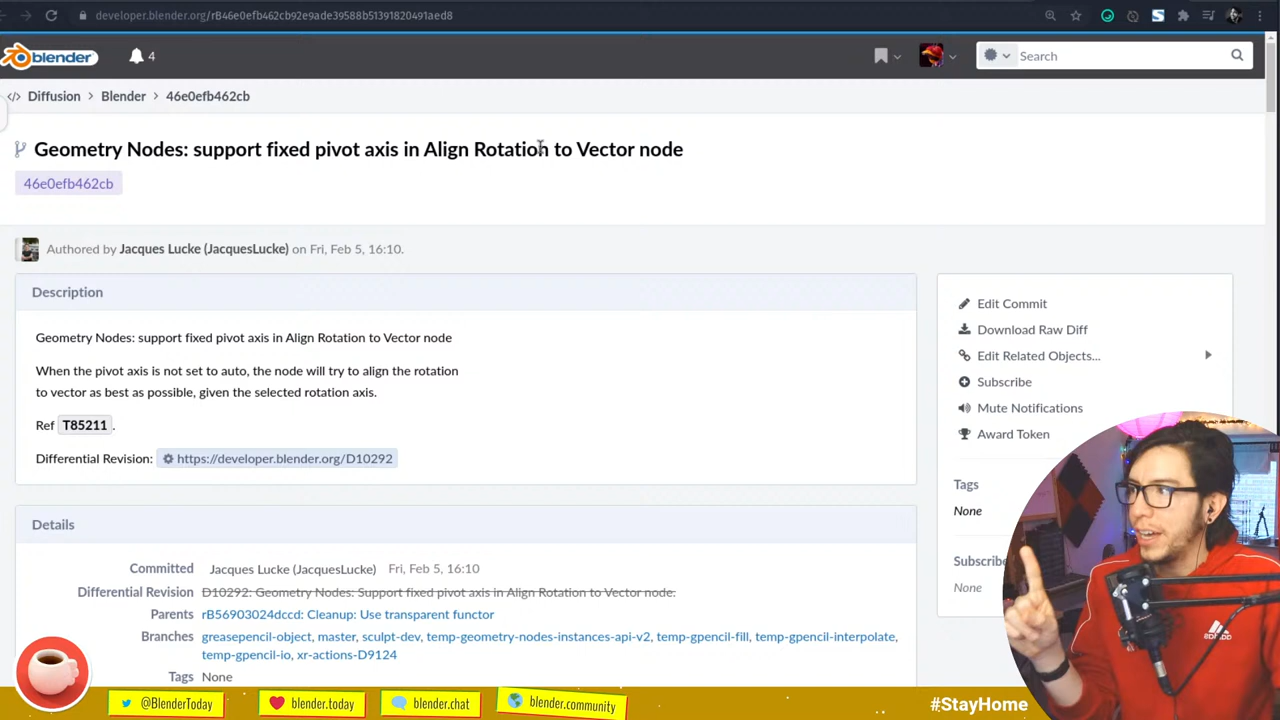 developer.blender.org/rB46e0efb462cb92e9ade39588b51391820491aed8
blender
4
Search
Diffusion > Blender > 46e0efb462cb
Geometry Nodes: support fixed pivot axis in Align Rotation to Vector node
46e0efb462cb
Authored by Jacques Lucke (JacquesLucke) on Fri, Feb 5, 16:10.
Description
Geometry Nodes: support fixed pivot axis in Align Rotation to Vector node
When the pivot axis is not set to auto, the node will try to align the rotation
to vector as best as possible, given the selected rotation axis.
Ref T85211.
Differential Revision: https://developer.blender.org/D10292
Edit Commit
Download Raw Diff
Edit Related Objects...
Subscribe
Mute Notifications
Award Token
Tags
None
Subscribe
None
Details
Committed Jacques Lucke (JacquesLucke) Fri, Feb 5, 16:10
Differential Revision D10292: Geometry Nodes: Support fixed pivot axis in Align Rotation to Vector node.
Parents rB56903024dccd: Cleanup: Use transparent functor
Branches greasepencil-object, master, sculpt-dev, temp-geometry-nodes-instances-api-v2, temp-gpencil-fill, temp-gpencil-interpolate,
temp-gpencil-io, xr-actions-D9124
Tags None
@BlenderToday
blender.today
blender.chat
blender.community
#StayHome